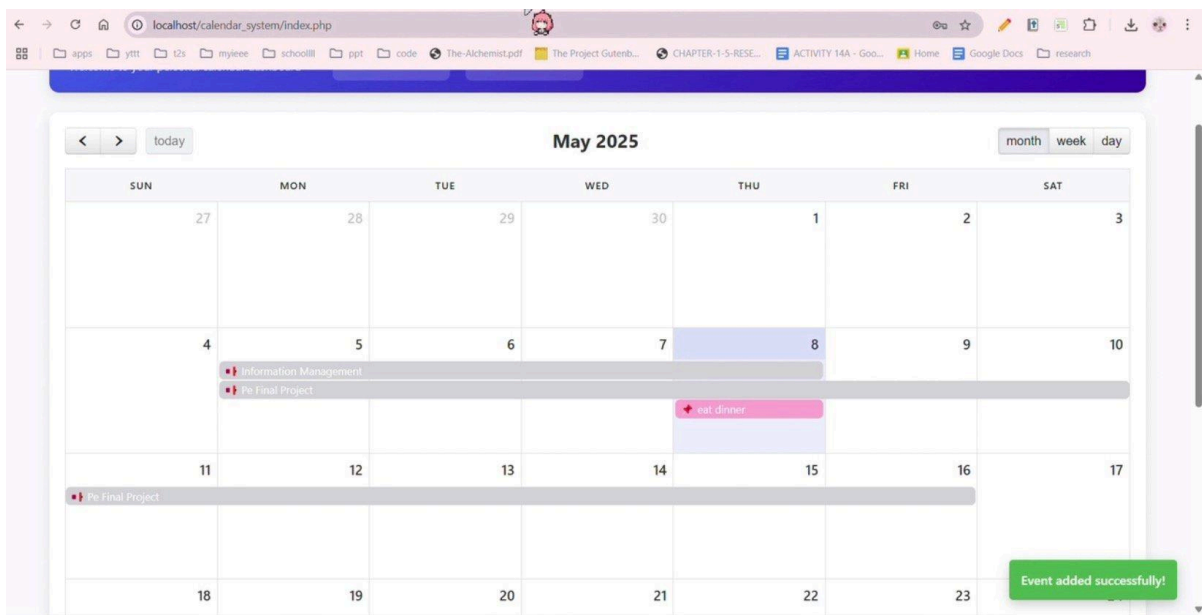 localhost/calendar_system/index.php
apps yttt t2s myieee schoollll ppt code The-Alchemist.pdf The Project Gutenb... CHAPTER-1-5-RESE... ACTIVITY 14A - Goo... Home Google Docs research
today May 2025 month week day
SUN MON TUE WED THU FRI SAT
27 28 29 30 1 2 3
4 5 6 7 8 9 10
Information Management
Pe Final Project
eat dinner
11 12 13 14 15 16 17
Pe Final Project
Event added successfully!
18 19 20 21 22 23